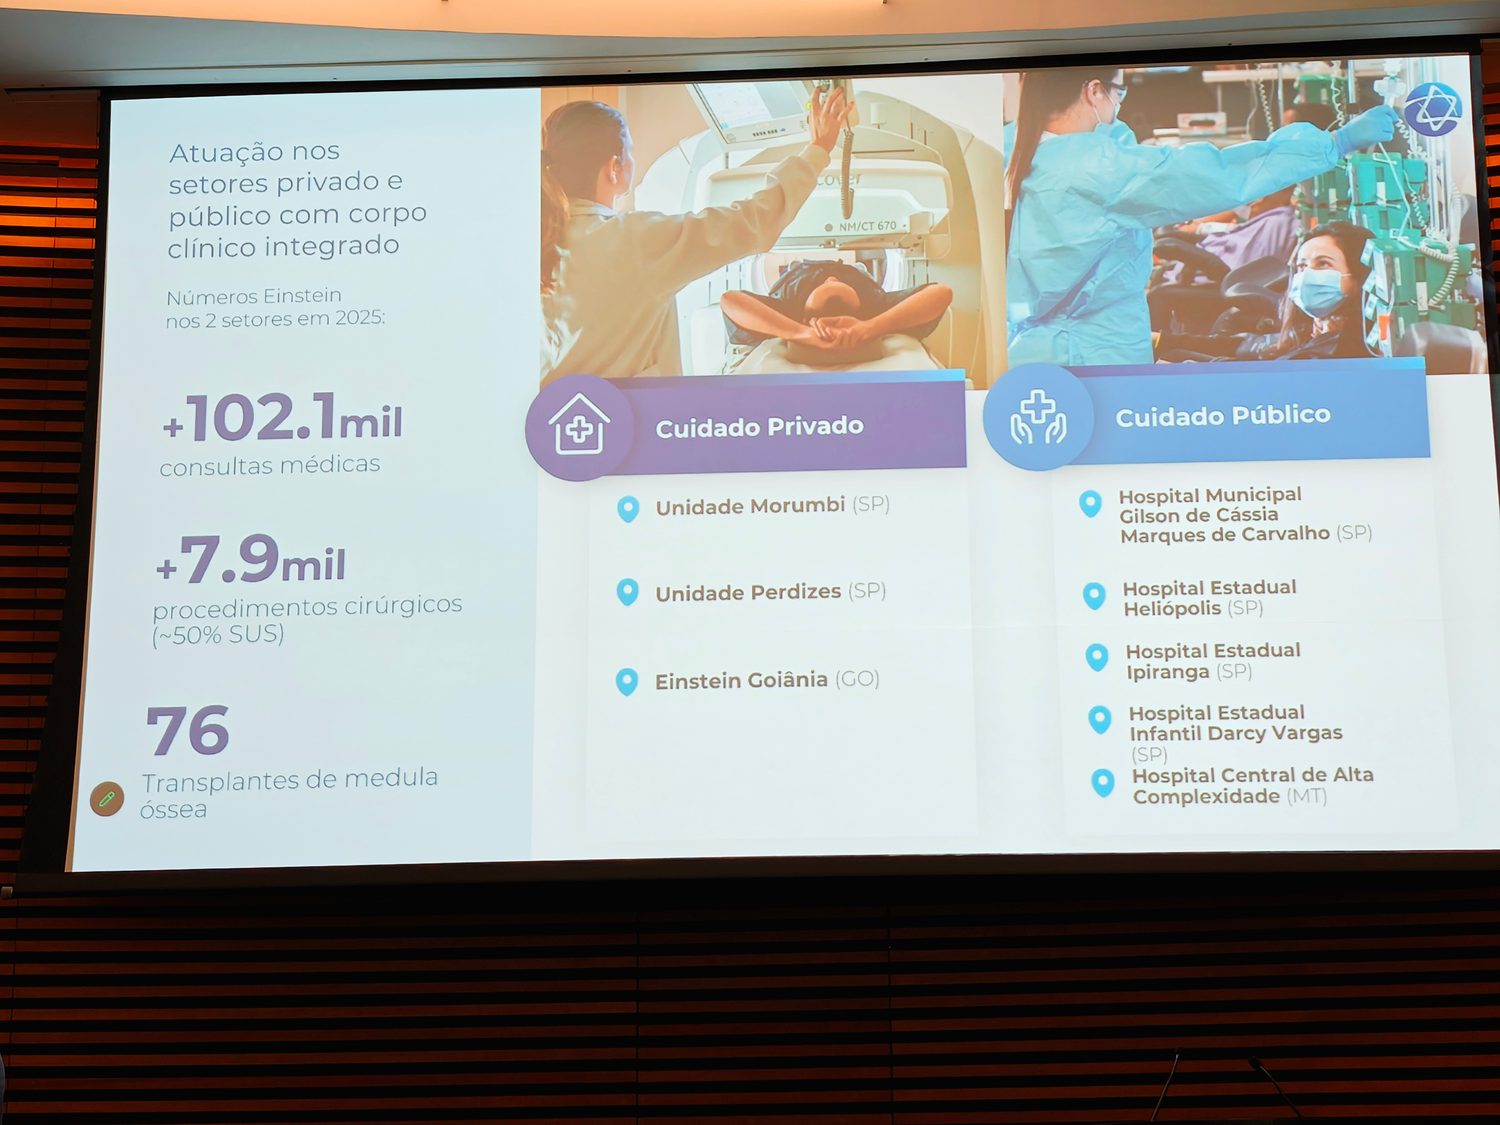 Atuação nos
setores privado e
público com corpo
clínico integrado
Números Einstein
nos 2 setores em 2025:
+102.1mil
consultas médicas
+7.9mil
procedimentos cirúrgicos
(~50% SUS)
76
Transplantes de medula
óssea
NM/CT 670
Cuidado Privado
Unidade Morumbi (SP)
Unidade Perdizes (SP)
Einstein Goiânia (GO)
Cuidado Público
Hospital Municipal
Gilson de Cássia
Marques de Carvalho (SP)
Hospital Estadual
Heliópolis (SP)
Hospital Estadual
Ipiranga (SP)
Hospital Estadual
Infantil Darcy Vargas
(SP)
Hospital Central de Alta
Complexidade (MT)